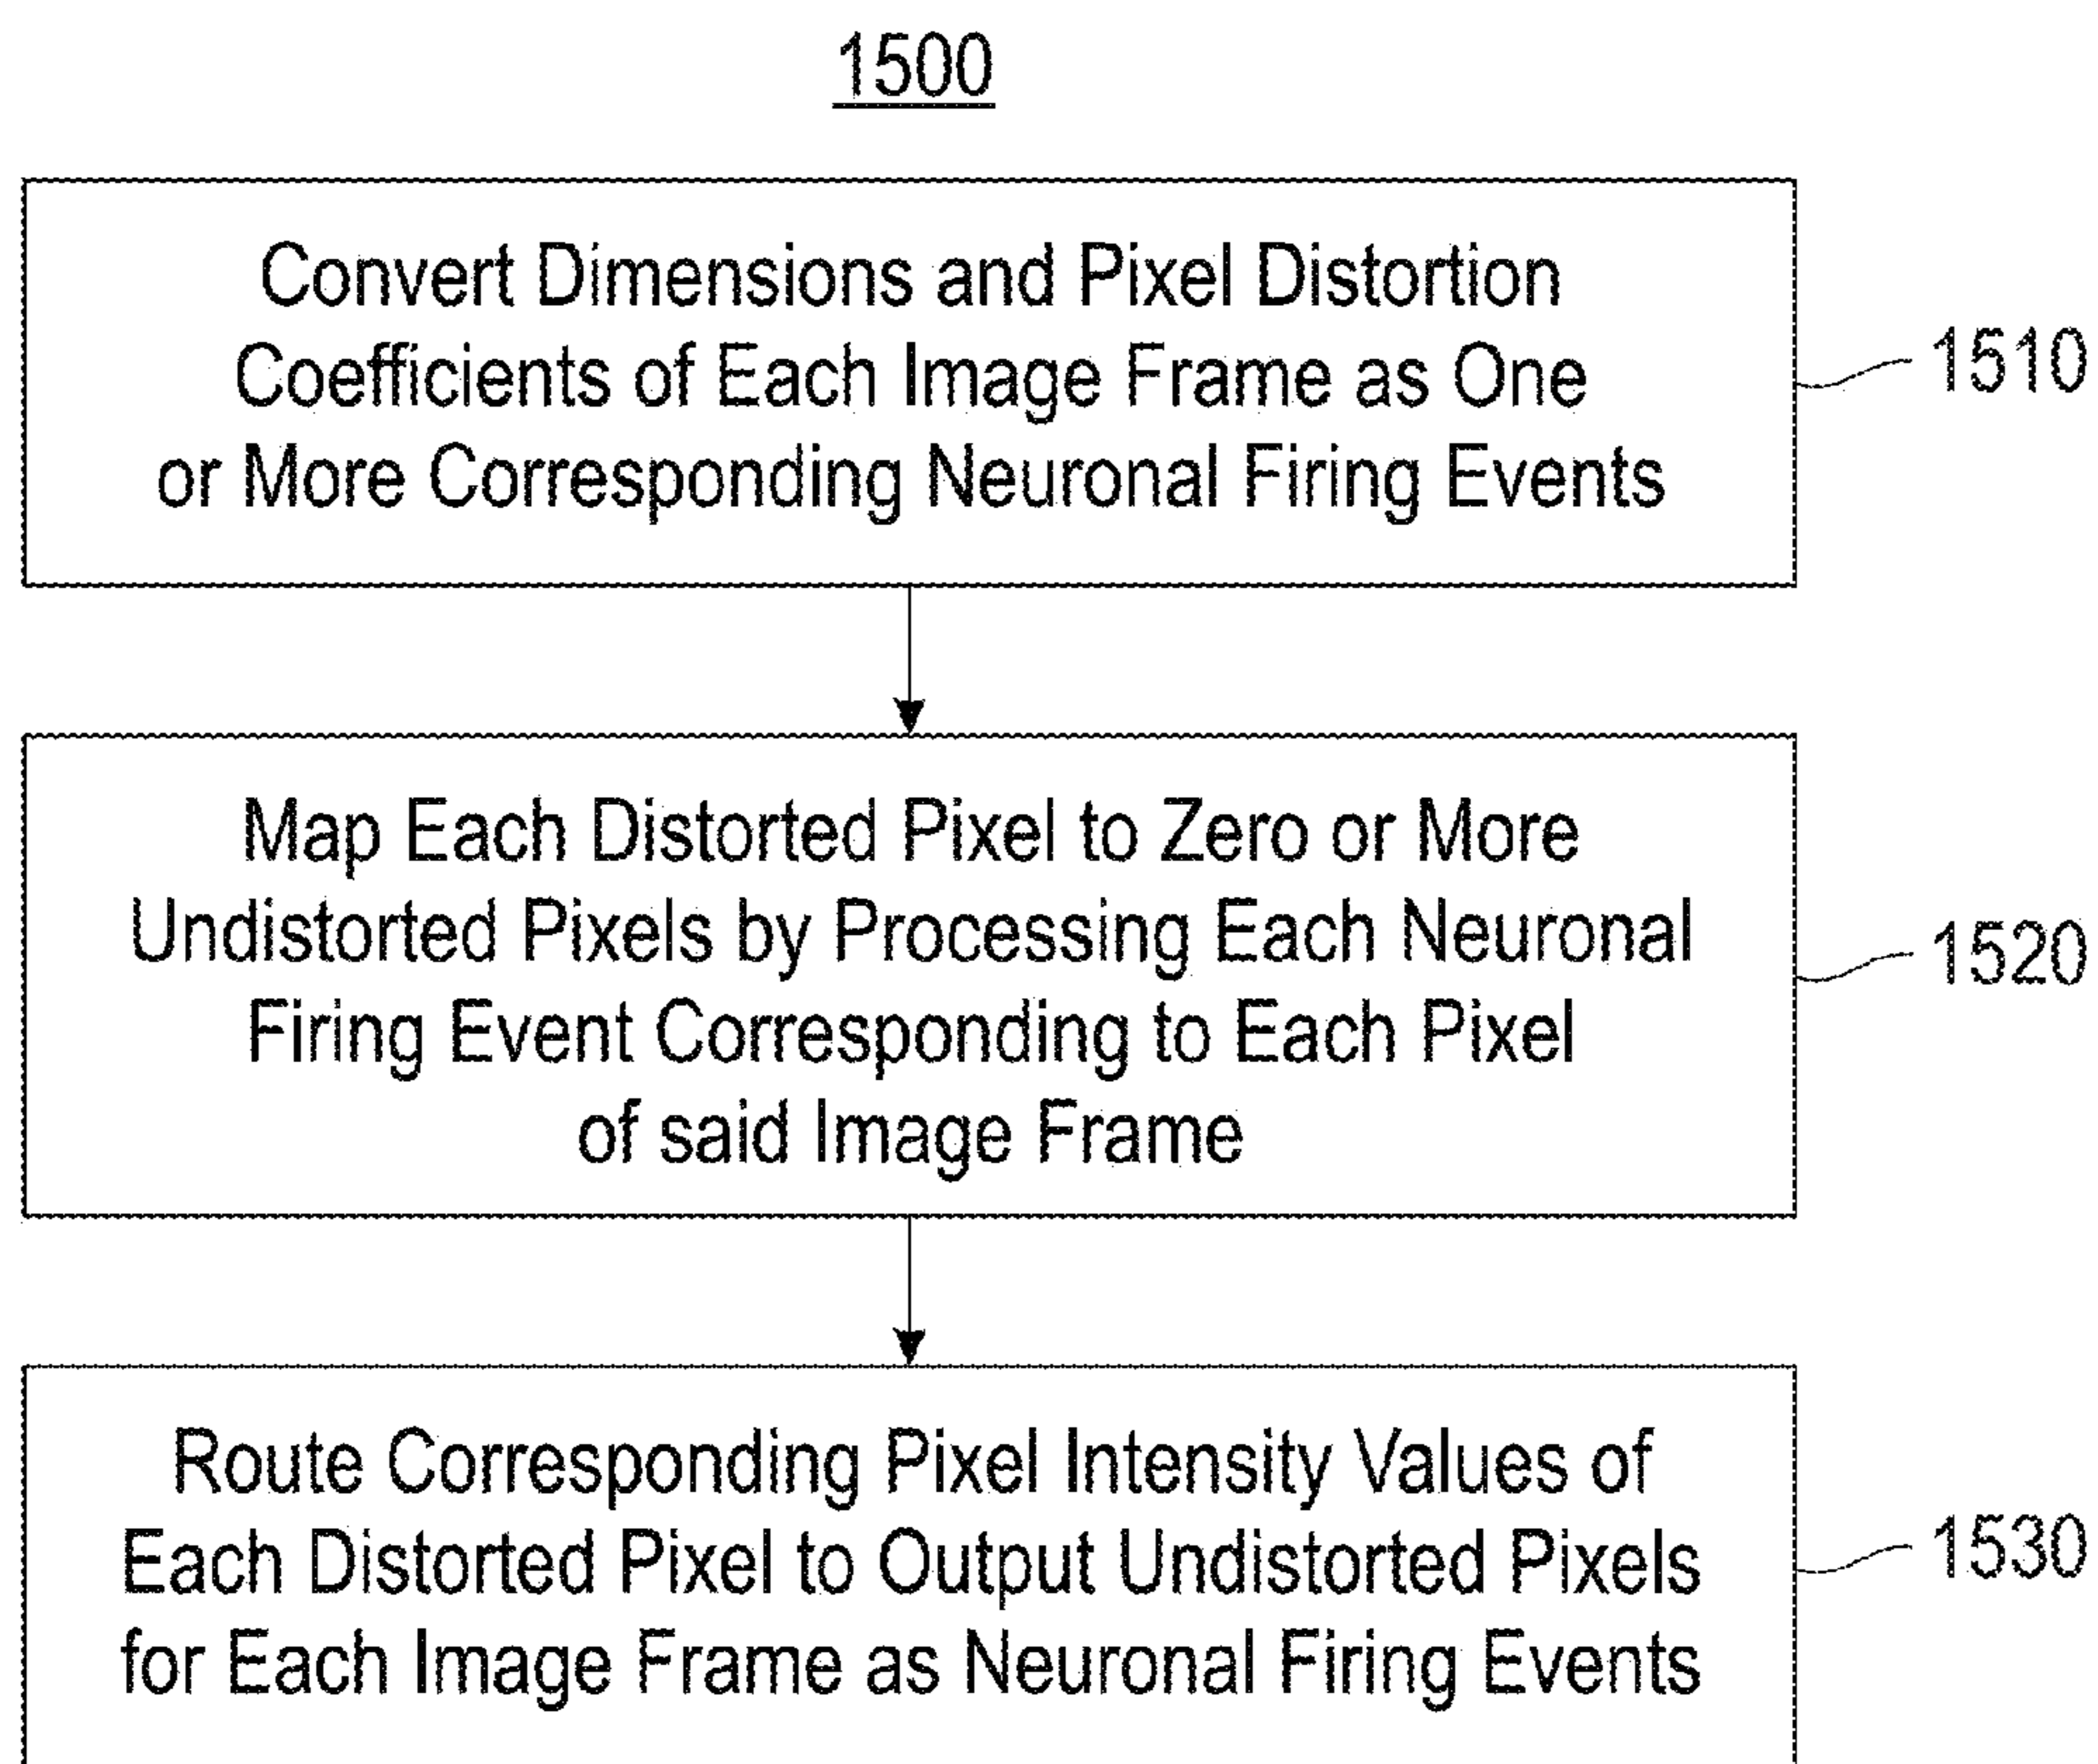 1500
Convert Dimensions and Pixel Distortion
Coefficients of Each Image Frame as One
or More Corresponding Neuronal Firing Events
1510
Map Each Distorted Pixel to Zero or More
Undistorted Pixels by Processing Each Neuronal
Firing Event Corresponding to Each Pixel
of said Image Frame
1520
Route Corresponding Pixel Intensity Values of
Each Distorted Pixel to Output Undistorted Pixels
for Each Image Frame as Neuronal Firing Events
1530